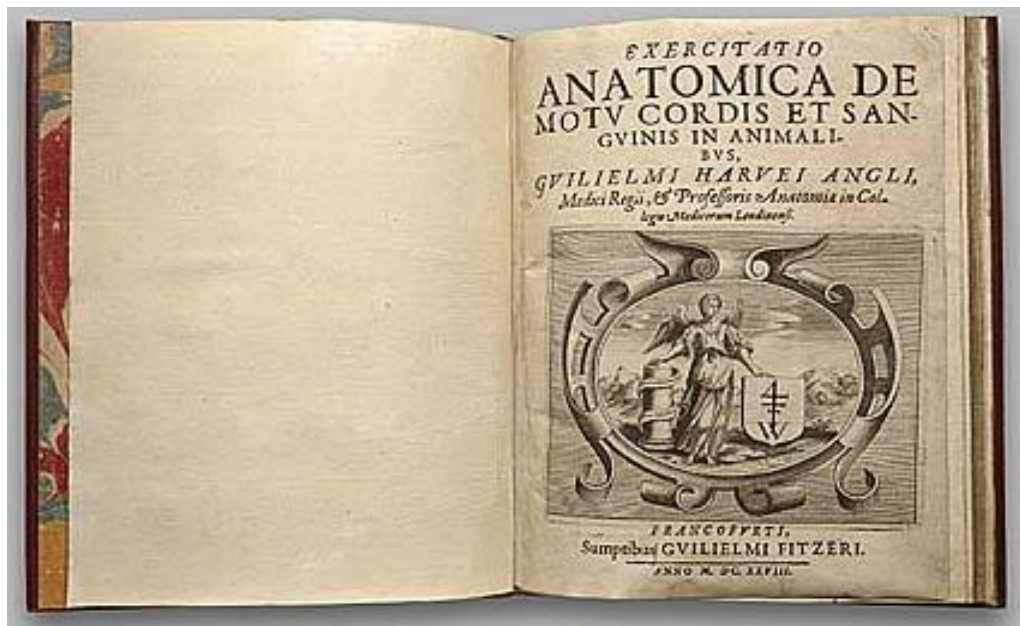 EXERCITATIO
ANATOMICA DE
MOTV CORDIS ET SAN-
GVINIS IN ANIMALI-
BVS,
GVILIELMI HARVEI ANGLI,
Medici Regii, & Professoris Anatomiæ in Col-
legio Medicorum Londinensi.
FRANCOFVRTI,
Sumptibus GVILIELMI FITZERI.
ANNO M. DC. XXVIII.